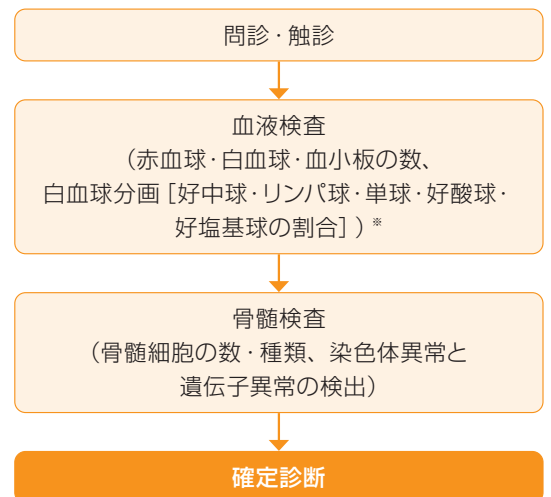 問診・触診
血液検査
（赤血球・白血球・血小板の数、
白血球分画［好中球・リンパ球・単球・好酸球・
好塩基球の割合］）※
骨髄検査
（骨髄細胞の数・種類、染色体異常と
遺伝子異常の検出）
確定診断